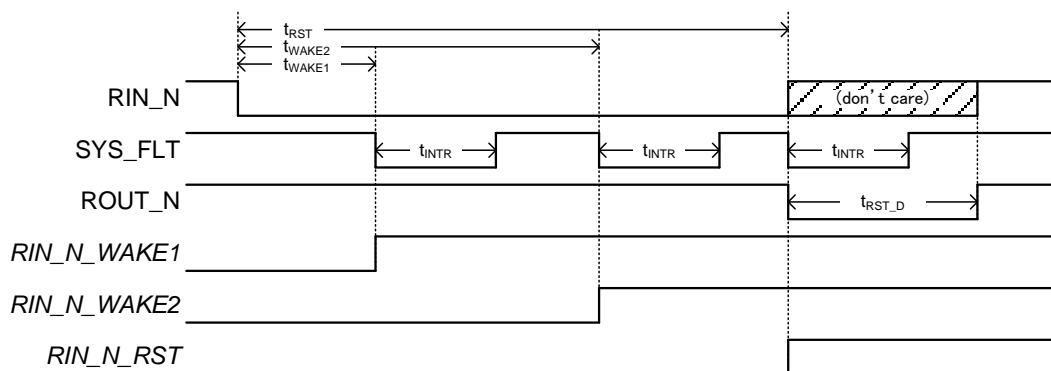 tRST
tWAKE2
tWAKE1
RIN_N
(don't care)
SYS_FLT
tINTR
tINTR
tINTR
ROUT_N
tRST_D
RIN_N_WAKE1
RIN_N_WAKE2
RIN_N_RST